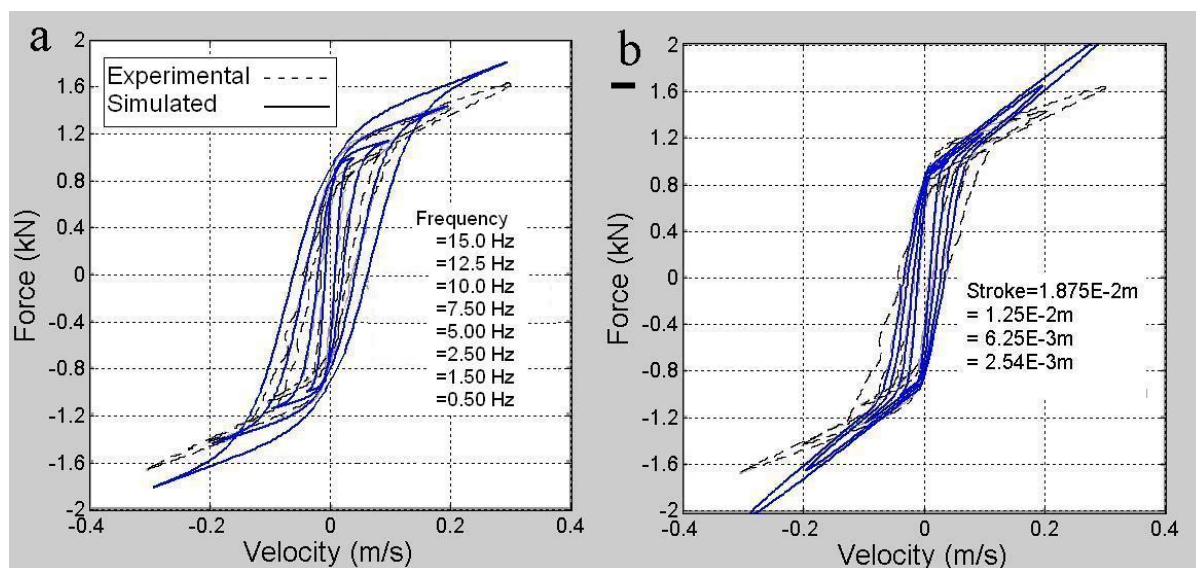 a
2
1.6
1.2
0.8
0.4
0
-0.4
-0.8
-1.2
-1.6
-2
Force (kN)
Experimental
Simulated
Frequency
=15.0 Hz
=12.5 Hz
=10.0 Hz
=7.50 Hz
=5.00 Hz
=2.50 Hz
=1.50 Hz
=0.50 Hz
-0.4 -0.2 0 0.2 0.4
Velocity (m/s)
b
2
1.6
1.2
0.8
0.4
0
-0.4
-0.8
-1.2
-1.6
-2
Force (kN)
Stroke=1.875E-2m
= 1.25E-2m
= 6.25E-3m
= 2.54E-3m
-0.4 -0.2 0 0.2 0.4
Velocity (m/s)